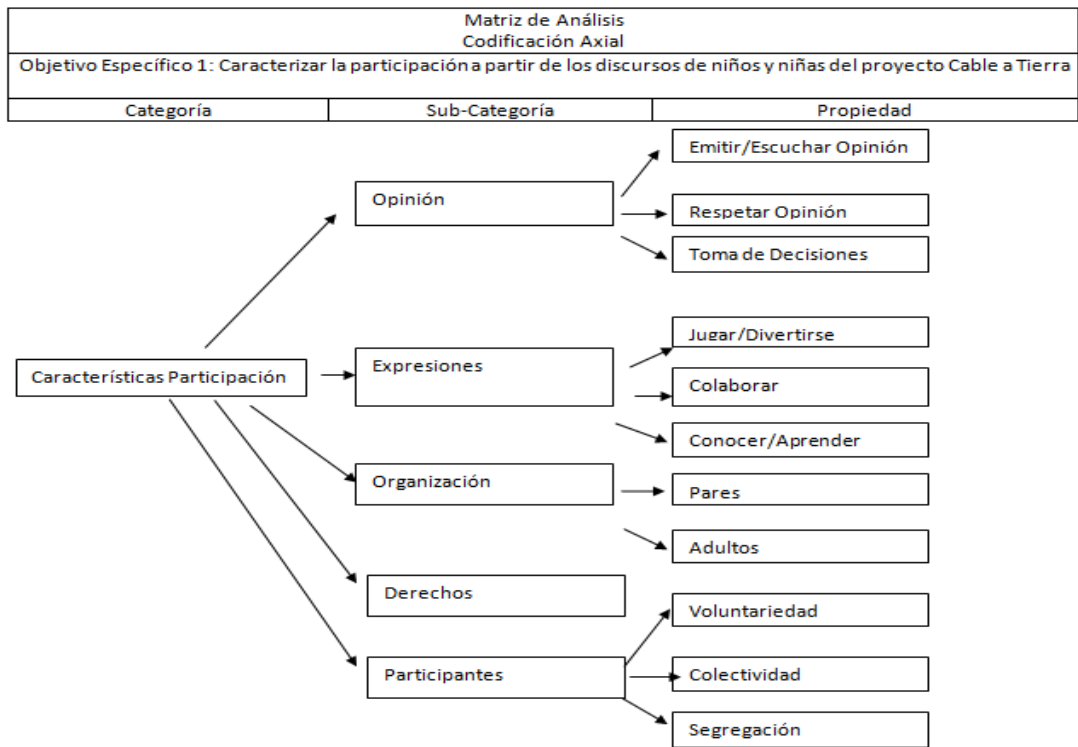 Matriz de Análisis
Codificación Axial
Objetivo Específico 1: Caracterizar la participación a partir de los discursos de niños y niñas del proyecto Cable a Tierra
Categoría
Sub-Categoría
Propiedad
Emitir/Escuchar Opinión
Opinión
Respetar Opinión
Toma de Decisiones
Jugar/Divertirse
Características Participación
Expresiones
Colaborar
Conocer/Aprender
Organización
Pares
Adultos
Derechos
Voluntariedad
Participantes
Colectividad
Segregación